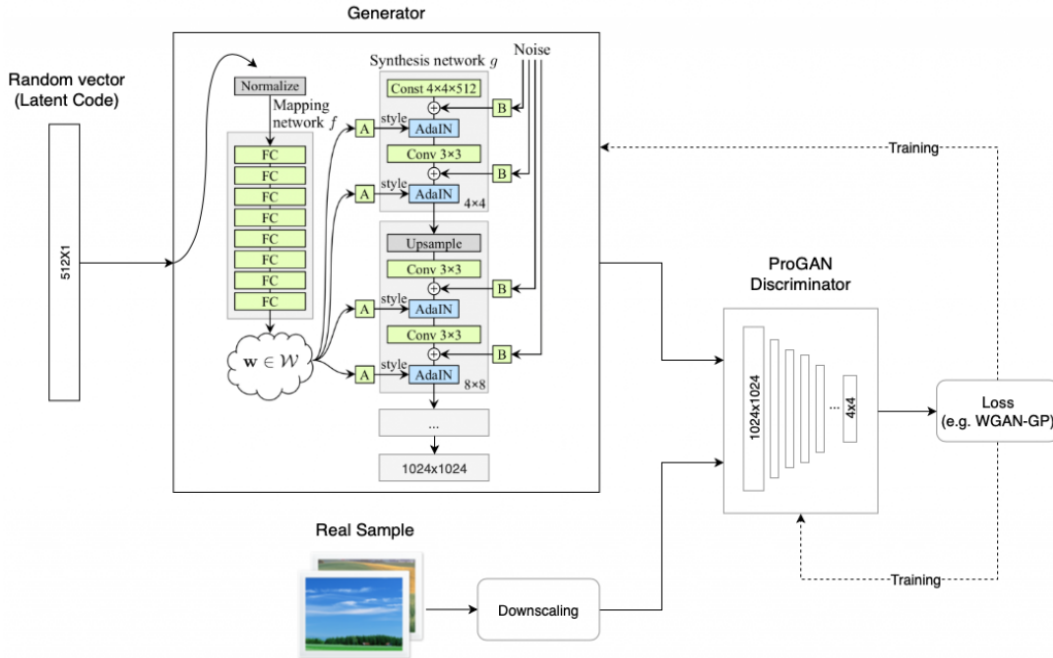 Generator
Random vector
(Latent Code)
512X1
Normalize
Mapping
network f
FC
FC
FC
FC
FC
FC
FC
FC
w ∈ W
Synthesis network g
Noise
Const 4×4×512
B
A
style
AdaIN
Conv 3×3
B
A
style
AdaIN
4×4
Upsample
Conv 3×3
B
A
style
AdaIN
Conv 3×3
B
A
style
AdaIN
8×8
...
1024x1024
Training
ProGAN
Discriminator
1024x1024
...
4x4
Loss
(e.g. WGAN-GP)
Training
Real Sample
Downscaling